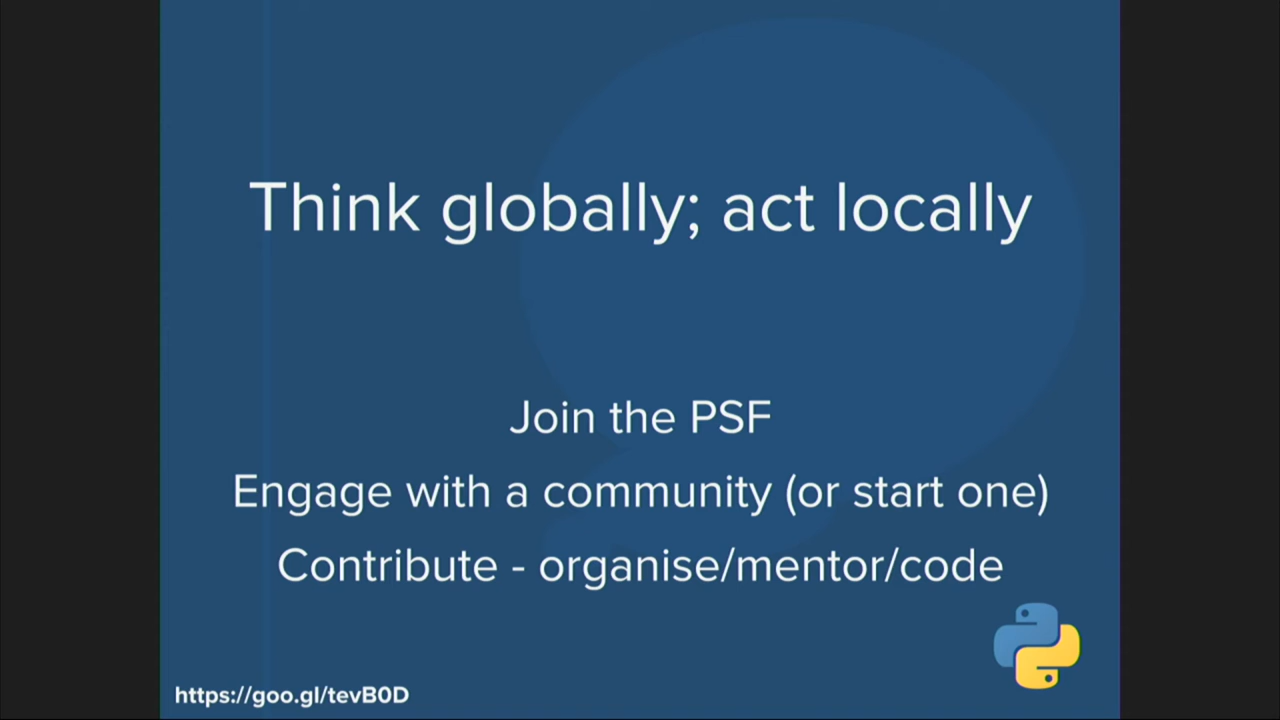 Think globally; act locally
Join the PSF
Engage with a community (or start one)
Contribute - organise/mentor/code
https://goo.gl/tevB0D